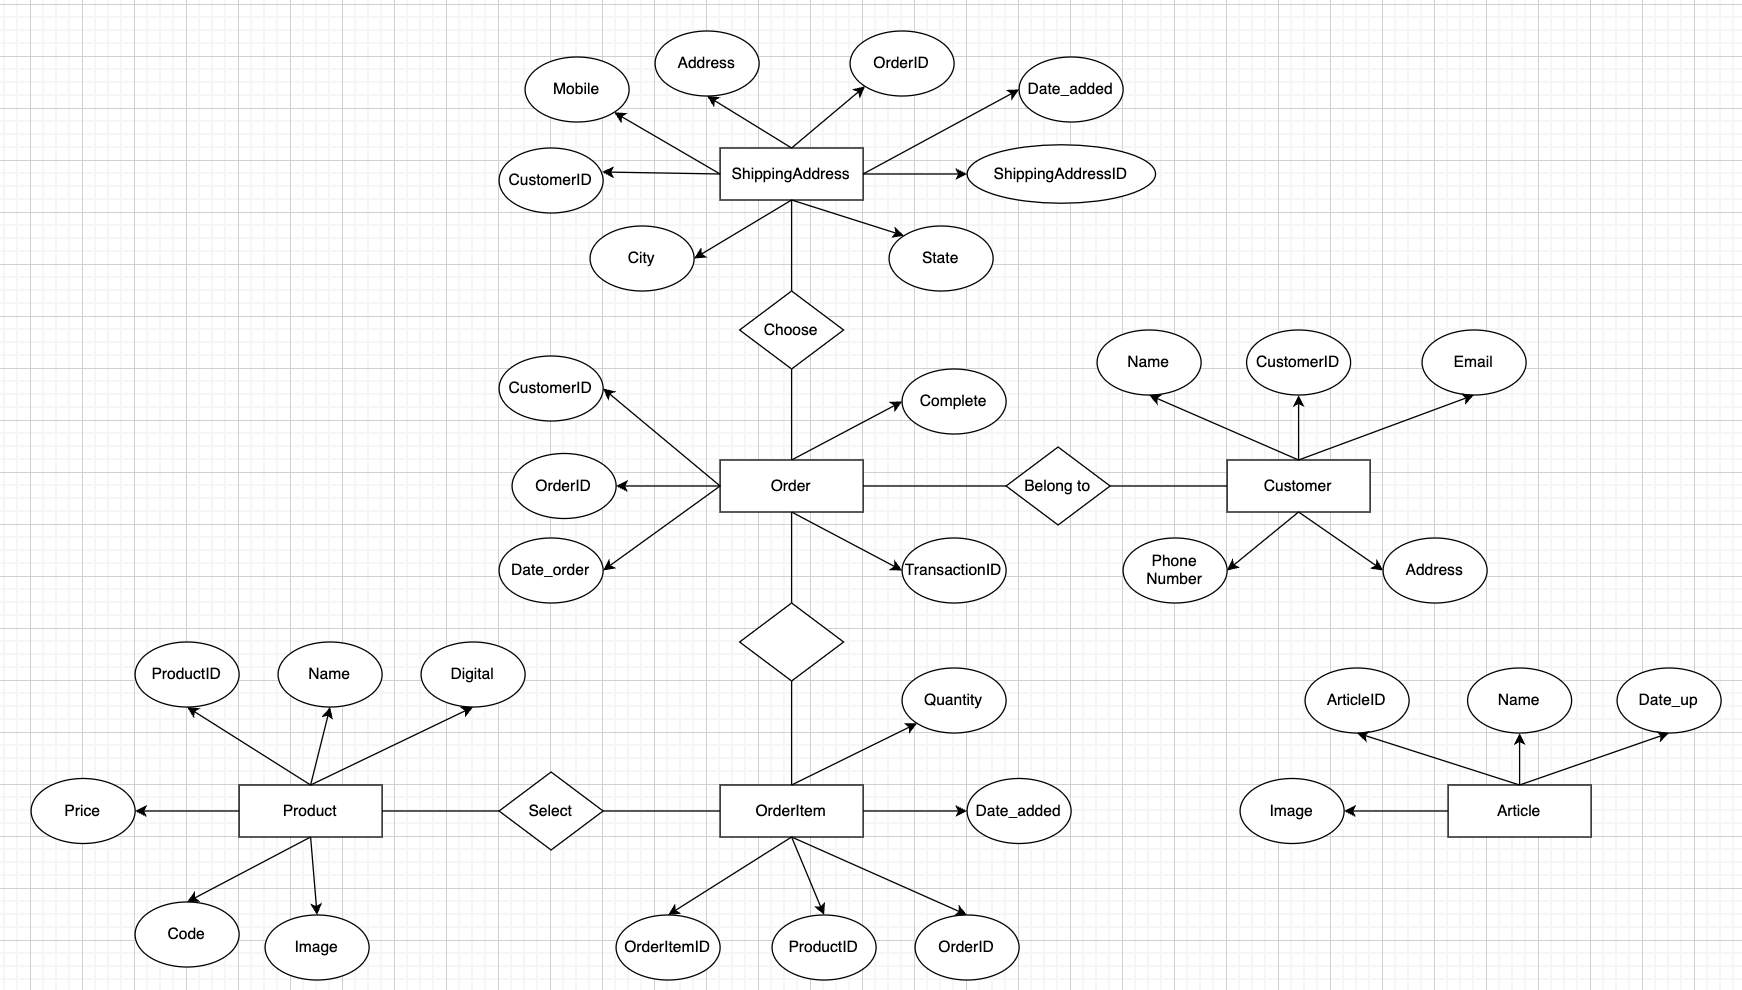 Address
OrderID
Mobile
Date_added
ShippingAddress
ShippingAddressID
CustomerID
City
State
Choose
Name
CustomerID
Email
CustomerID
Complete
OrderID
Order
Belong to
Customer
Date_order
TransactionID
Phone
Number
Address
ProductID
Name
Digital
Quantity
ArticleID
Name
Date_up
Price
Product
Select
OrderItem
Date_added
Image
Article
Code
Image
OrderItemID
ProductID
OrderID